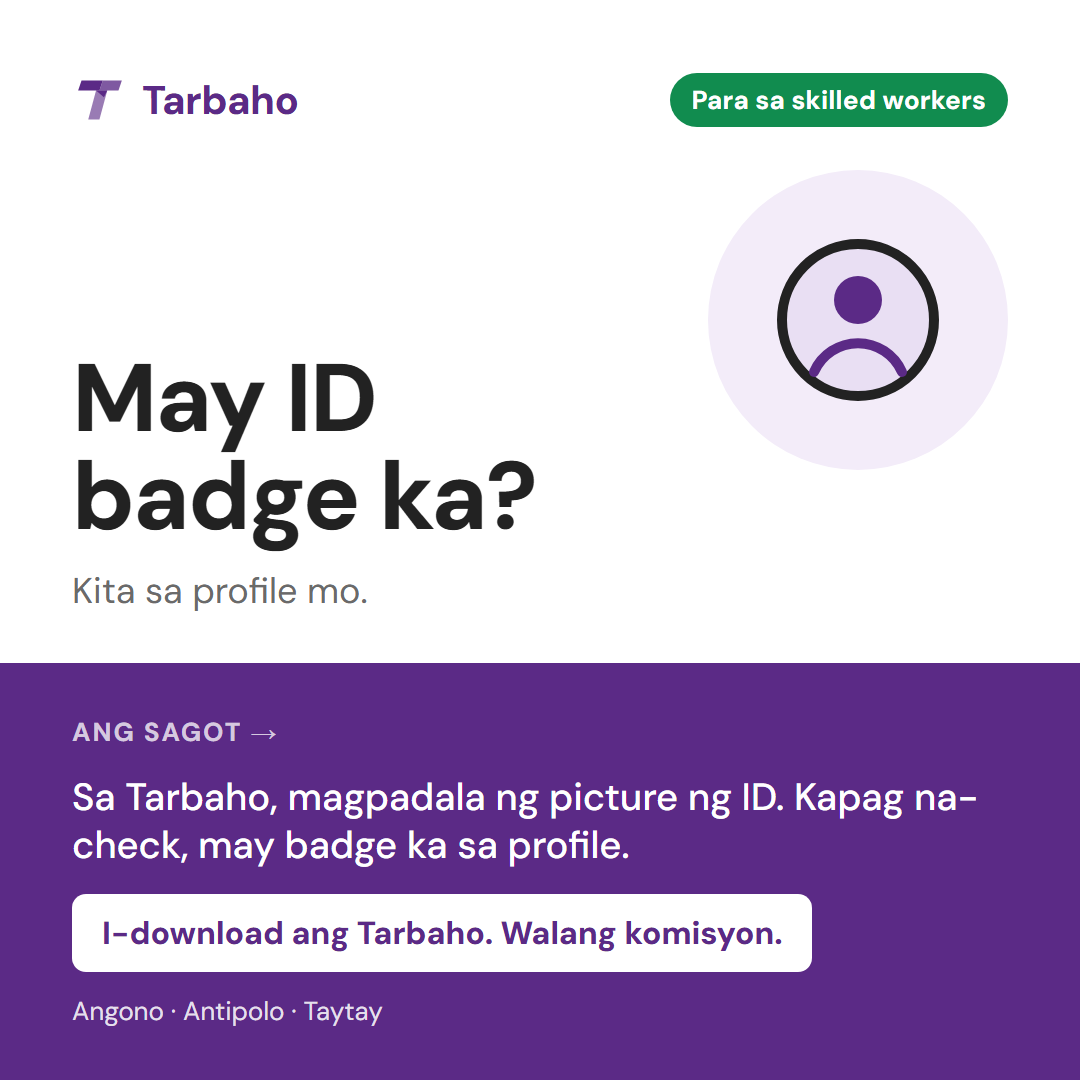 Tarbaho
Para sa skilled workers
May ID
badge ka?
Kita sa profile mo.
ANG SAGOT →
Sa Tarbaho, magpadala ng picture ng ID. Kapag na-
check, may badge ka sa profile.
I-download ang Tarbaho. Walang komisyon.
Angono · Antipolo · Taytay